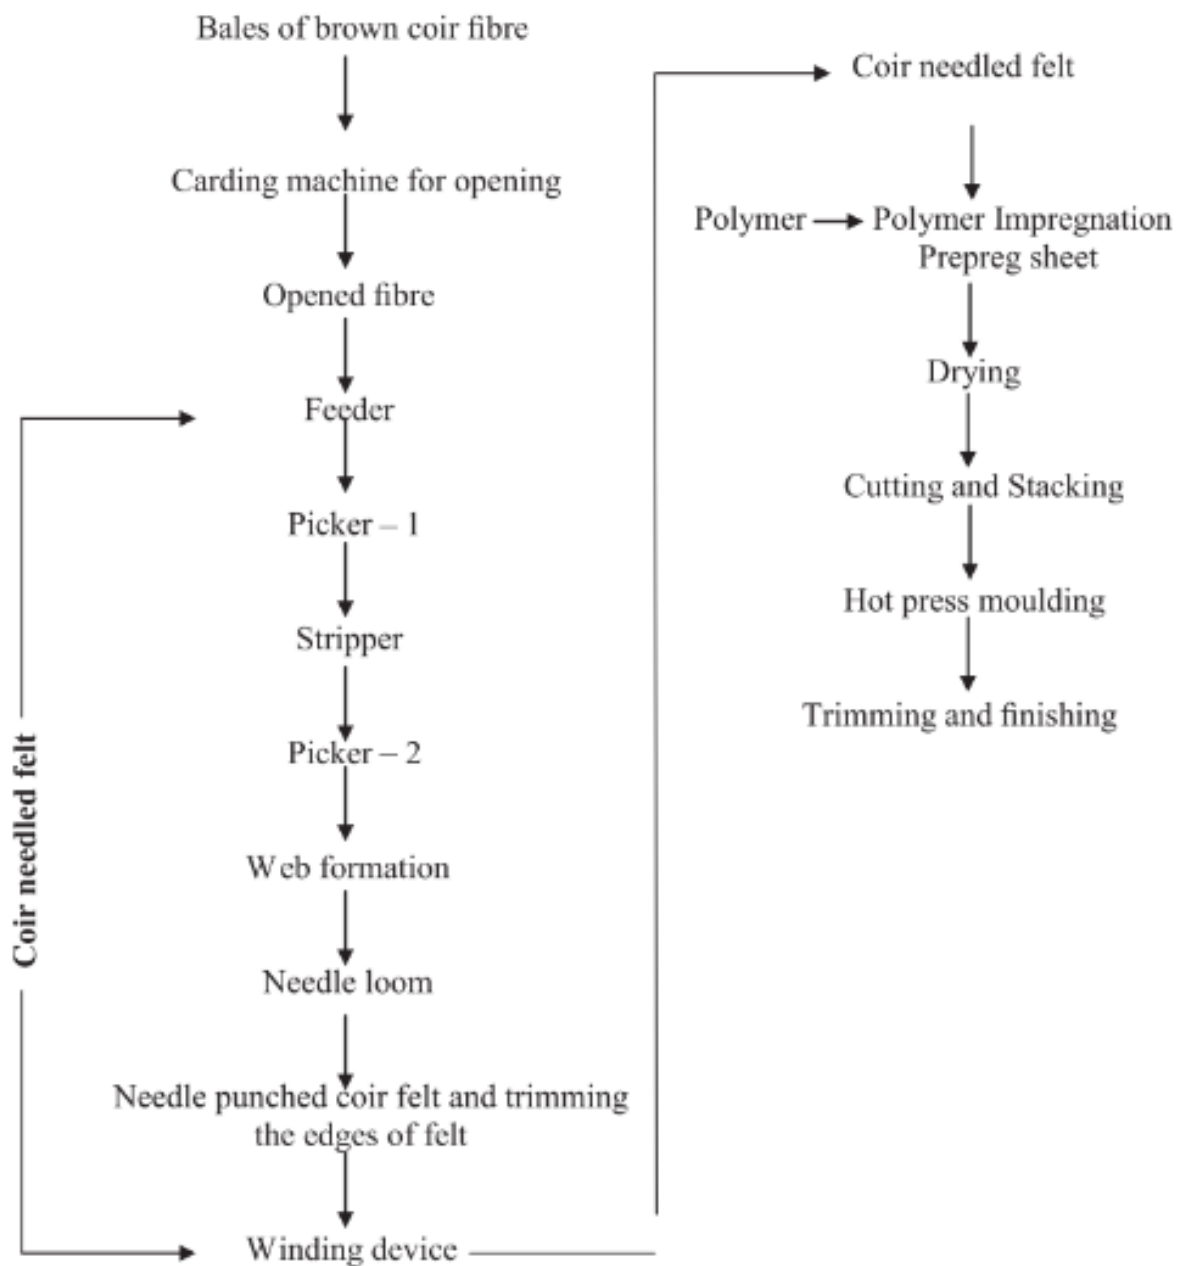 Bales of brown coir fibre
Carding machine for opening
Opened fibre
Feeder
Picker – 1
Stripper
Picker – 2
Web formation
Needle loom
Needle punched coir felt and trimming
the edges of felt
Winding device
Coir needled felt
Coir needled felt
Polymer
Polymer Impregnation
Prepreg sheet
Drying
Cutting and Stacking
Hot press moulding
Trimming and finishing